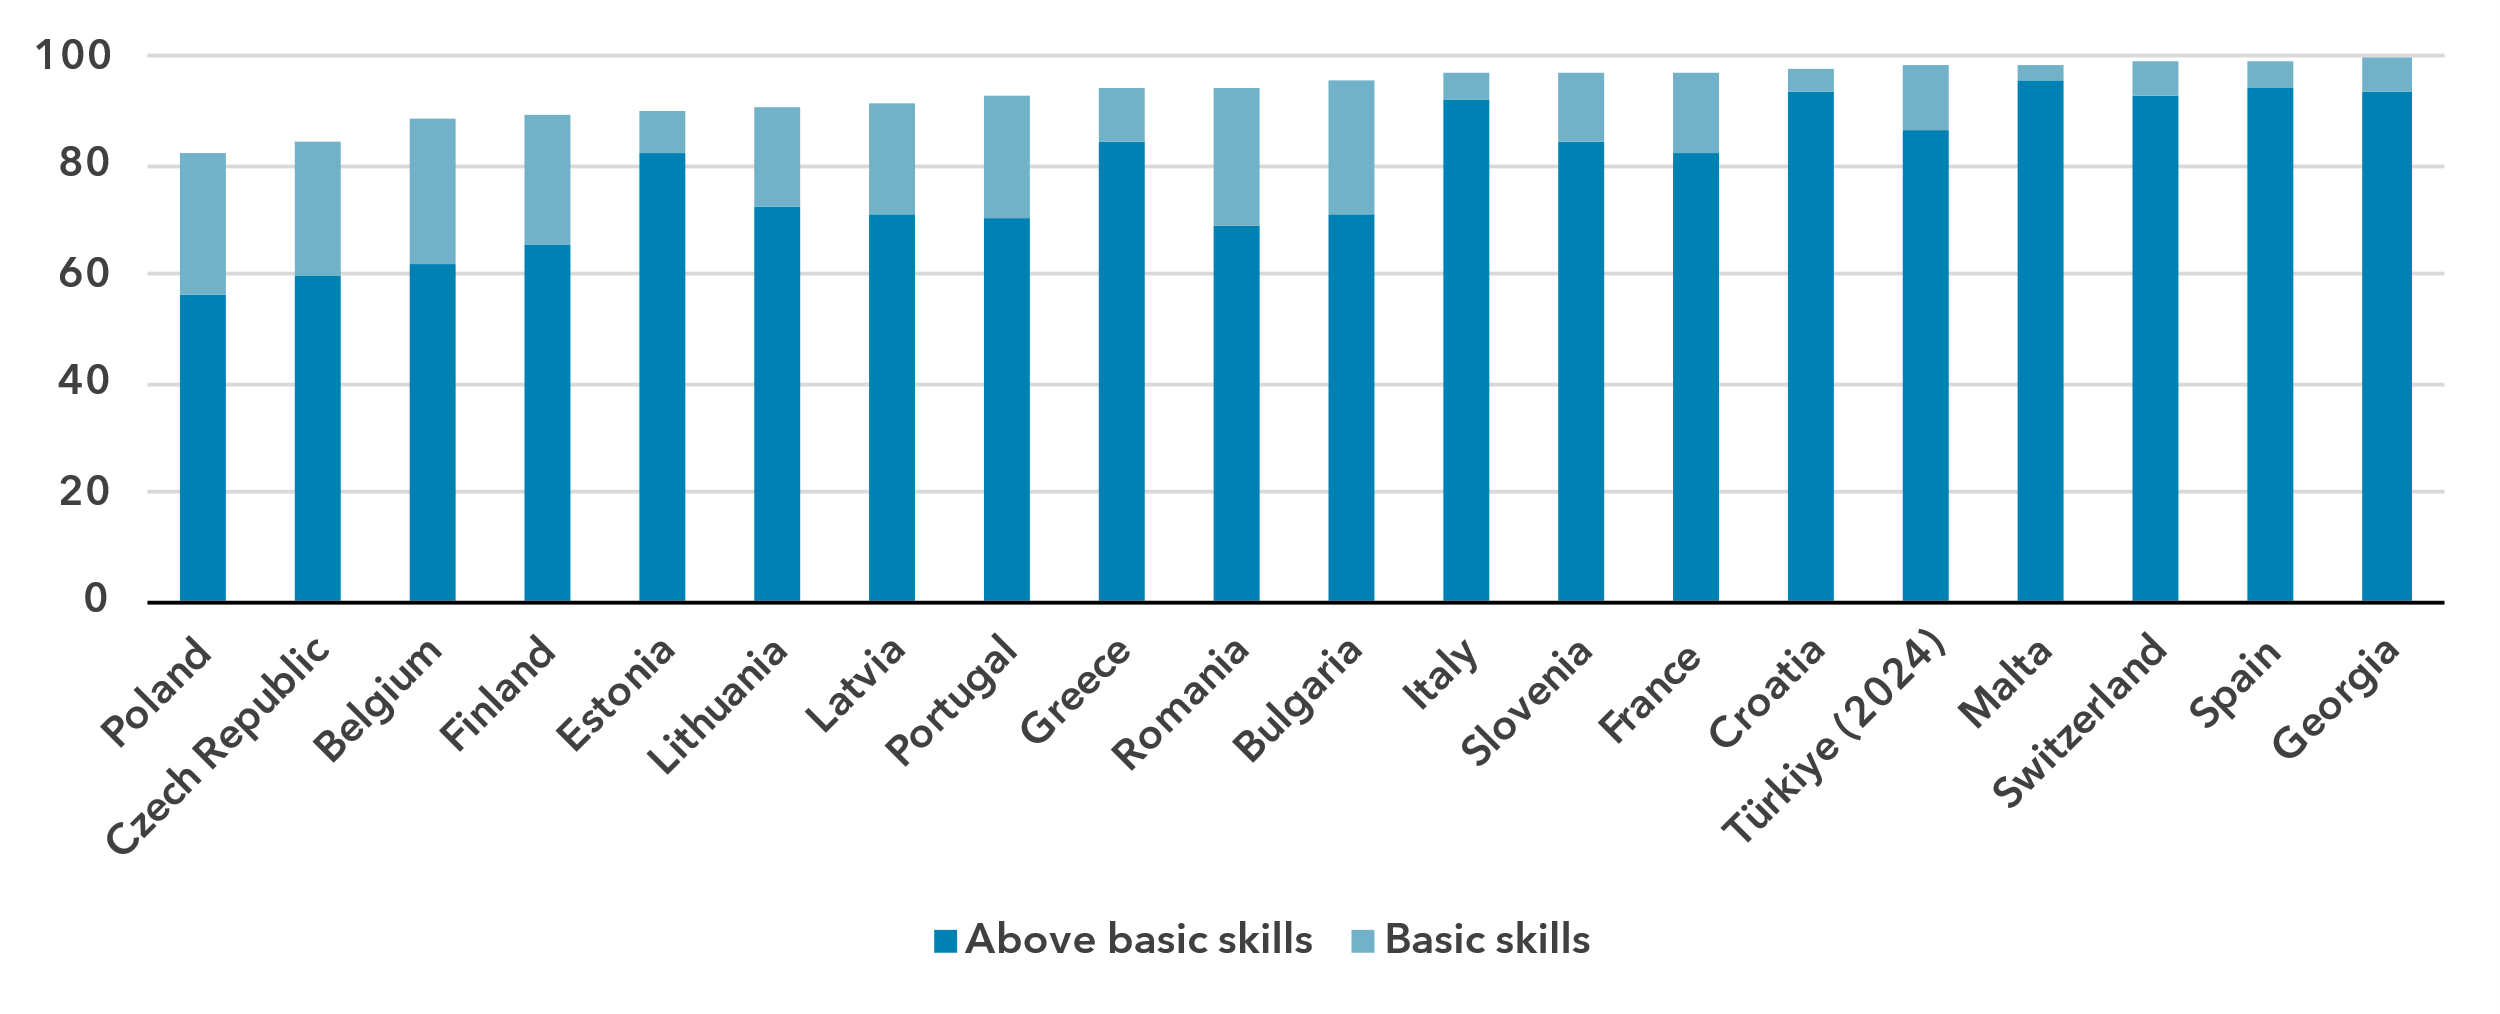 100
80
60
40
20
0
Poland
Czech Republic
Belgium
Finland
Estonia
Lithuania
Latvia
Portugal
Greece
Romania
Bulgaria
Italy
Slovenia
France
Croatia
Türkiye (2024)
Malta
Switzerland
Spain
Georgia
Above basic skills
Basic skills